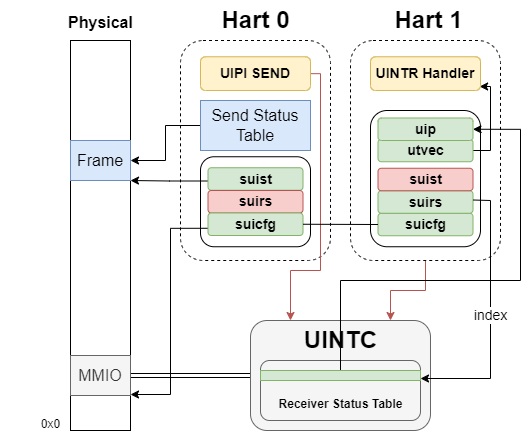 Physical
Hart 0
Hart 1
UIPI SEND
UINTR Handler
Send Status
Table
uip
utvec
Frame
suist
suirs
suicfg
suist
suirs
suicfg
index
UINTC
MMIO
Receiver Status Table
0x0